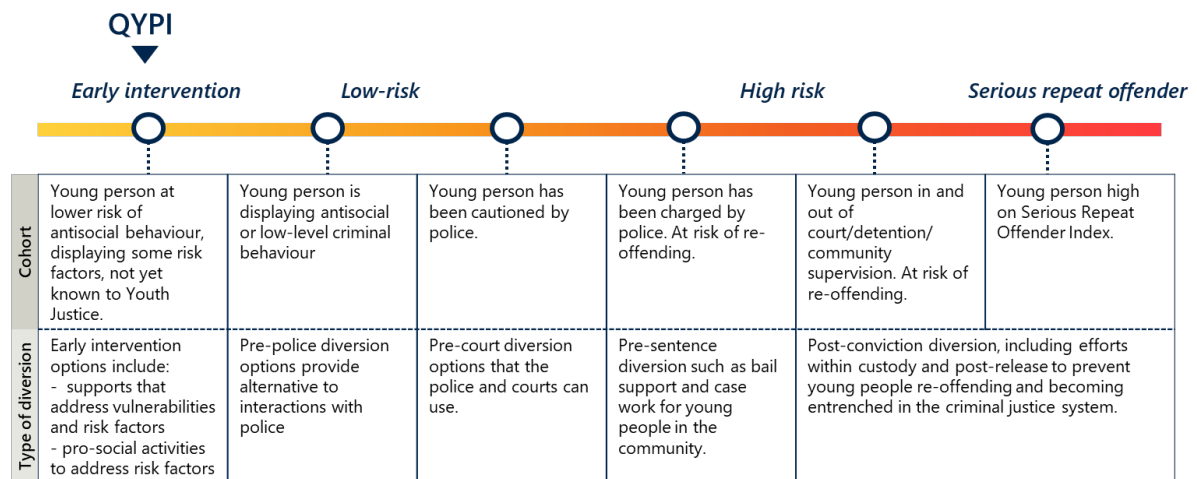 QYPI
Early intervention
Low-risk
High risk
Serious repeat offender
Cohort
Young person at
lower risk of
antisocial behaviour,
displaying some risk
factors, not yet
known to Youth
Justice.
Young person is
displaying antisocial
or low-level criminal
behaviour
Young person has
been cautioned by
police.
Young person has
been charged by
police. At risk of re-
offending.
Young person in and
out of
court/detention/
community
supervision. At risk of
re-offending.
Young person high
on Serious Repeat
Offender Index.
Type of diversion
Early intervention
options include:
- supports that
address vulnerabilities
and risk factors
- pro-social activities
to address risk factors
Pre-police diversion
options provide
alternative to
interactions with
police
Pre-court diversion
options that the
police and courts can
use.
Pre-sentence
diversion such as bail
support and case
work for young
people in the
community.
Post-conviction diversion, including efforts
within custody and post-release to prevent
young people re-offending and becoming
entrenched in the criminal justice system.